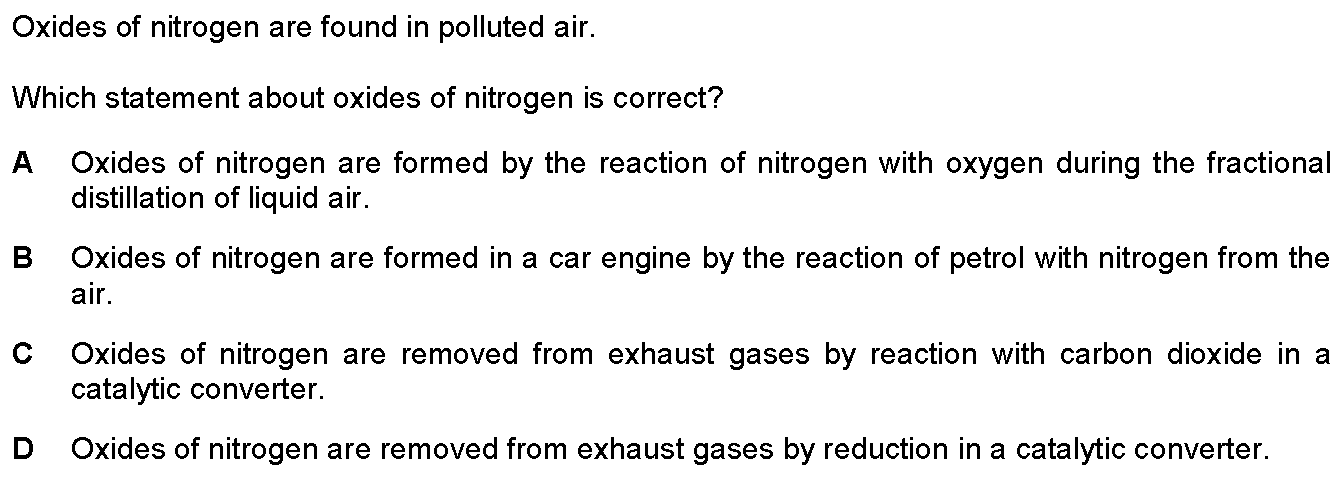 Oxides of nitrogen are found in polluted air.
Which statement about oxides of nitrogen is correct?
A Oxides of nitrogen are formed by the reaction of nitrogen with oxygen during the fractional
distillation of liquid air.
B Oxides of nitrogen are formed in a car engine by the reaction of petrol with nitrogen from the
air.
C Oxides of nitrogen are removed from exhaust gases by reaction with carbon dioxide in a
catalytic converter.
D Oxides of nitrogen are removed from exhaust gases by reduction in a catalytic converter.